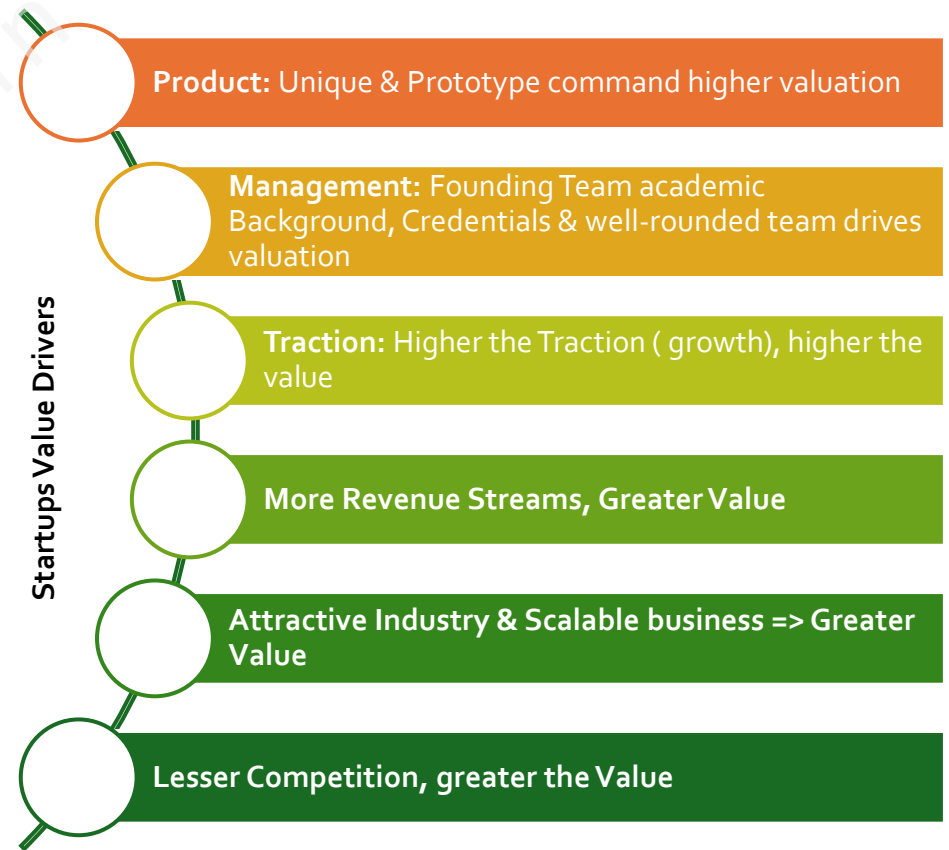 Product: Unique & Prototype command higher valuation
Management: Founding Team academic
Background, Credentials & well-rounded team drives
valuation
Startups Value Drivers
Traction: Higher the Traction ( growth), higher the
value
More Revenue Streams, Greater Value
Attractive Industry & Scalable business => Greater
Value
Lesser Competition, greater the Value